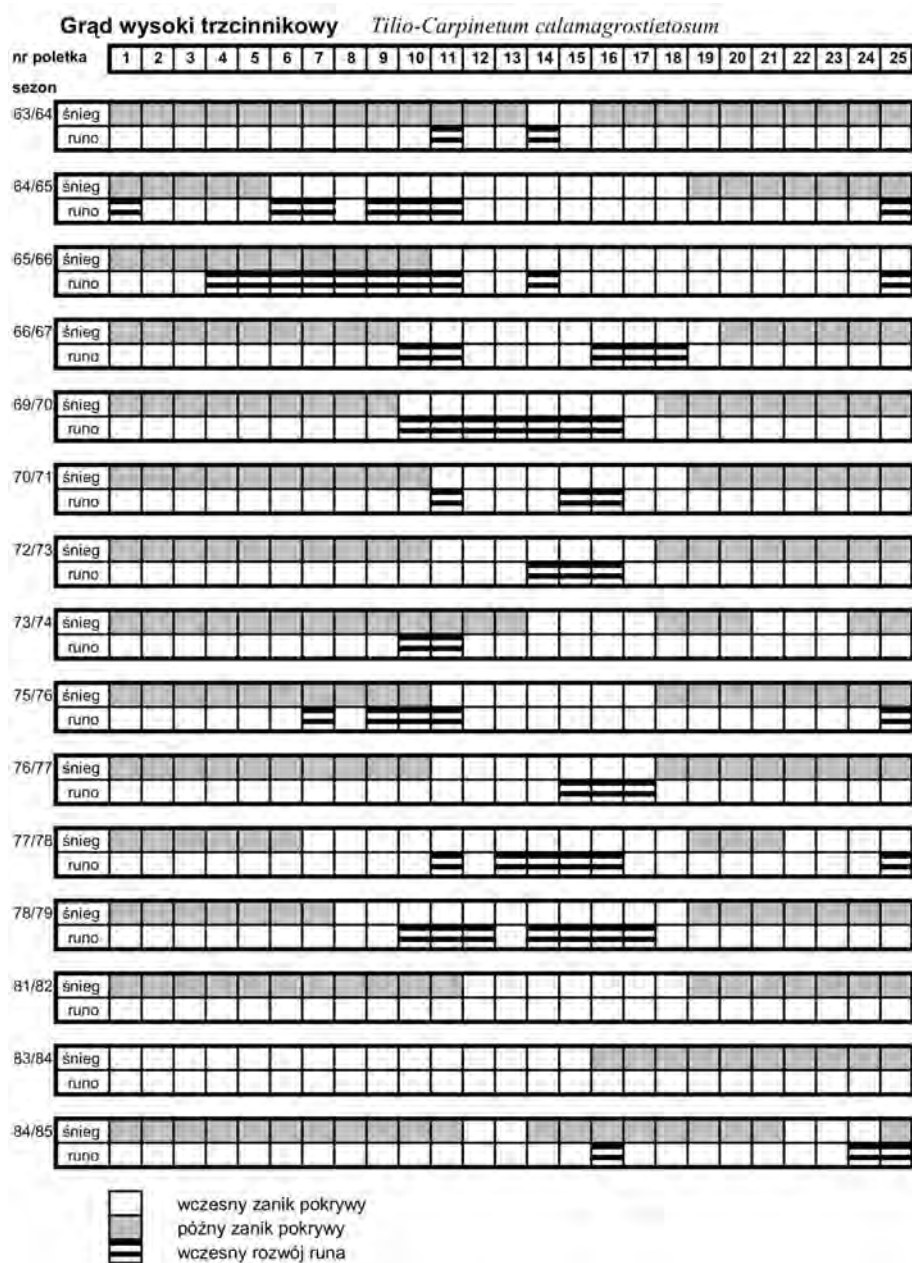 Grąd wysoki trzcinnikowy Tilio-Carpinetum calamagrostietosum
nr poletka 1 2 3 4 5 6 7 8 9 10 11 12 13 14 15 16 17 18 19 20 21 22 23 24 25
sezon
63/64 śnieg
runo
64/65 śnieg
runo
65/66 śnieg
runo
66/67 śnieg
runo
69/70 śnieg
runo
70/71 śnieg
runo
72/73 śnieg
runo
73/74 śnieg
runo
75/76 śnieg
runo
76/77 śnieg
runo
77/78 śnieg
runo
78/79 śnieg
runo
81/82 śnieg
runo
83/84 śnieg
runo
84/85 śnieg
runo
wczesny zanik pokrywy
późny zanik pokrywy
wczesny rozwój runa